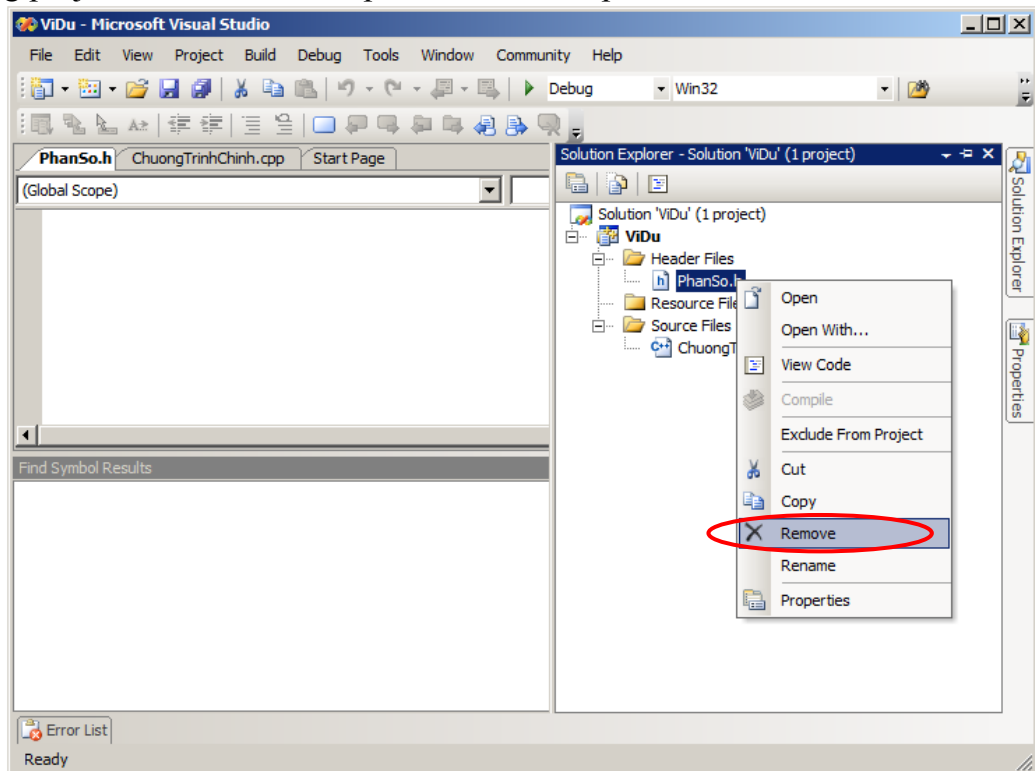 ViDu - Microsoft Visual Studio
File Edit View Project Build Debug Tools Window Community Help
Debug Win32
PhanSo.h ChuongTrinhChinh.cpp Start Page
(Global Scope)
Find Symbol Results
Solution Explorer - Solution 'ViDu' (1 project)
Solution 'ViDu' (1 project)
ViDu
Header Files
PhanSo.h
Resource File
Source Files
ChuongT
Open
Open With...
View Code
Compile
Exclude From Project
Cut
Copy
Remove
Rename
Properties
Solution Explorer
Properties
Error List
Ready